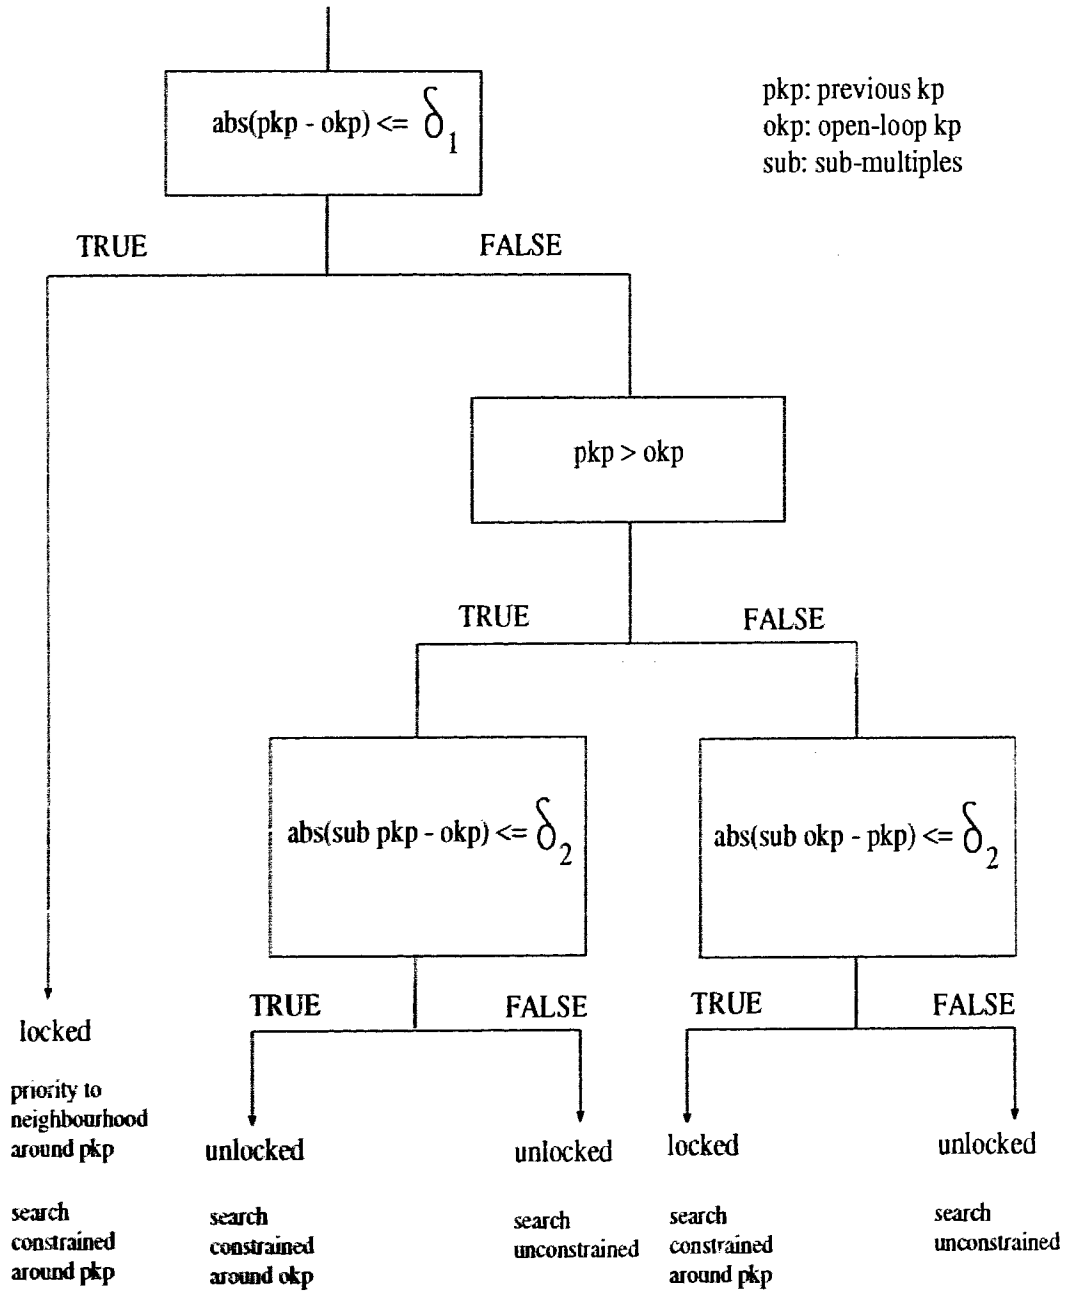 abs(pkp - okp) <= δ1
pkp: previous kp
okp: open-loop kp
sub: sub-multiples
TRUE
FALSE
pkp > okp
TRUE
FALSE
abs(sub pkp - okp) <= δ2
abs(sub okp - pkp) <= δ2
TRUE
FALSE
TRUE
FALSE
locked
priority to
neighbourhood
around pkp
search
constrained
around pkp
unlocked
search
constrained
around okp
unlocked
search
unconstrained
locked
search
constrained
around pkp
unlocked
search
unconstrained